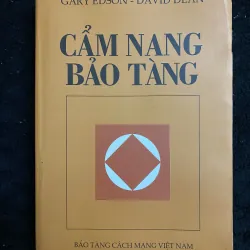 GARY EDSON - DAVID DEAN
CẨM NANG
BẢO TÀNG
BẢO TÀNG CÁCH MẠNG VIỆT NAM